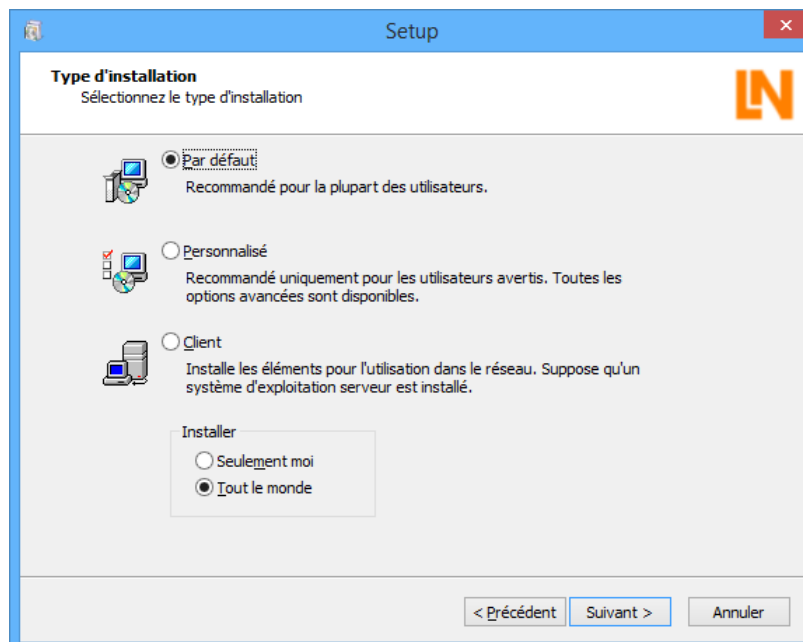 Setup
Type d'installation
Sélectionnez le type d'installation
LN
Par défaut
Recommandé pour la plupart des utilisateurs.
Personnalisé
Recommandé uniquement pour les utilisateurs avertis. Toutes les
options avancées sont disponibles.
Client
Installe les éléments pour l'utilisation dans le réseau. Suppose qu'un
système d'exploitation serveur est installé.
Installer
Seulement moi
Tout le monde
< Précédent
Suivant >
Annuler